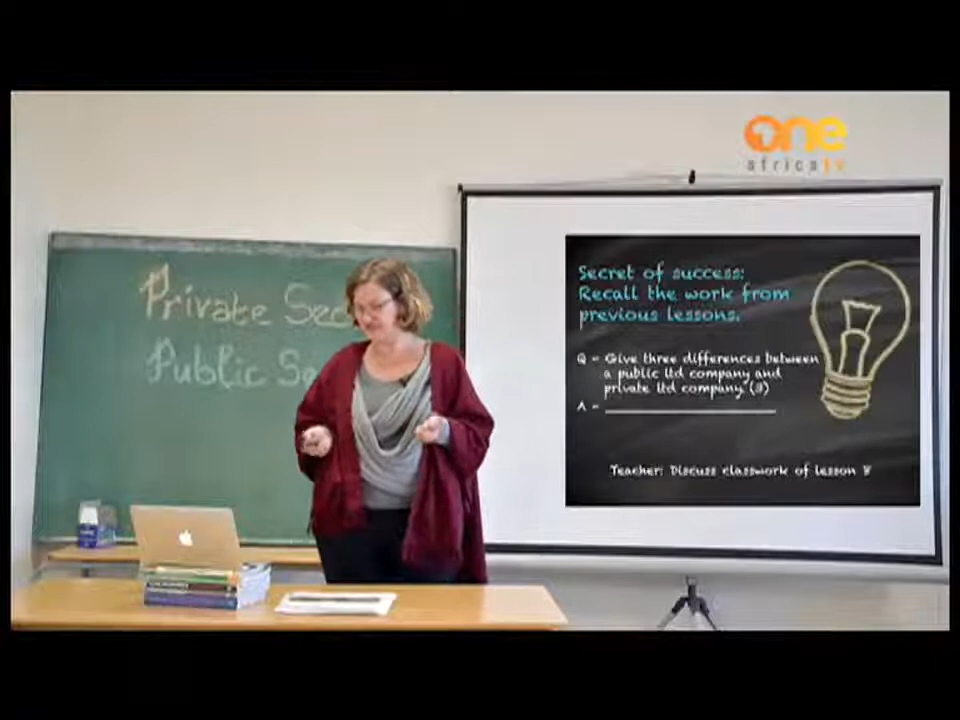 one
africa tv
Private Sec
Public Se
Secret of success:
Recall the work from
previous lessons.
Q = Give three differences between
a public ltd company and
private ltd company (3)
A =
Teacher: Discuss classwork of lesson